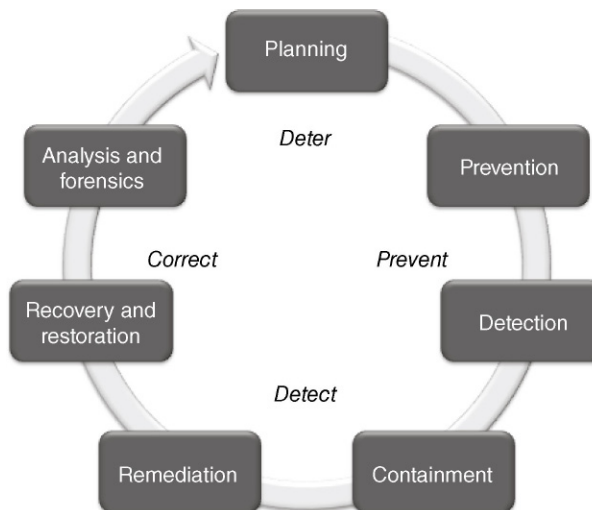 Planning
Deter
Analysis and
forensics
Prevention
Correct
Prevent
Recovery and
restoration
Detection
Detect
Remediation
Containment